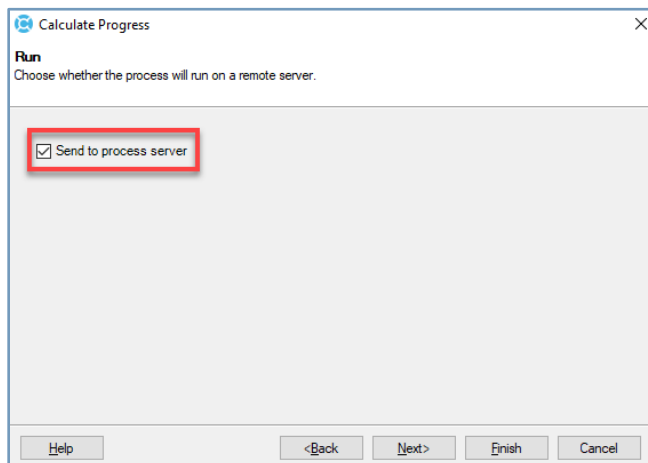 Calculate Progress
Run
Choose whether the process will run on a remote server.
Send to process server
Help <Back Next> Finish Cancel